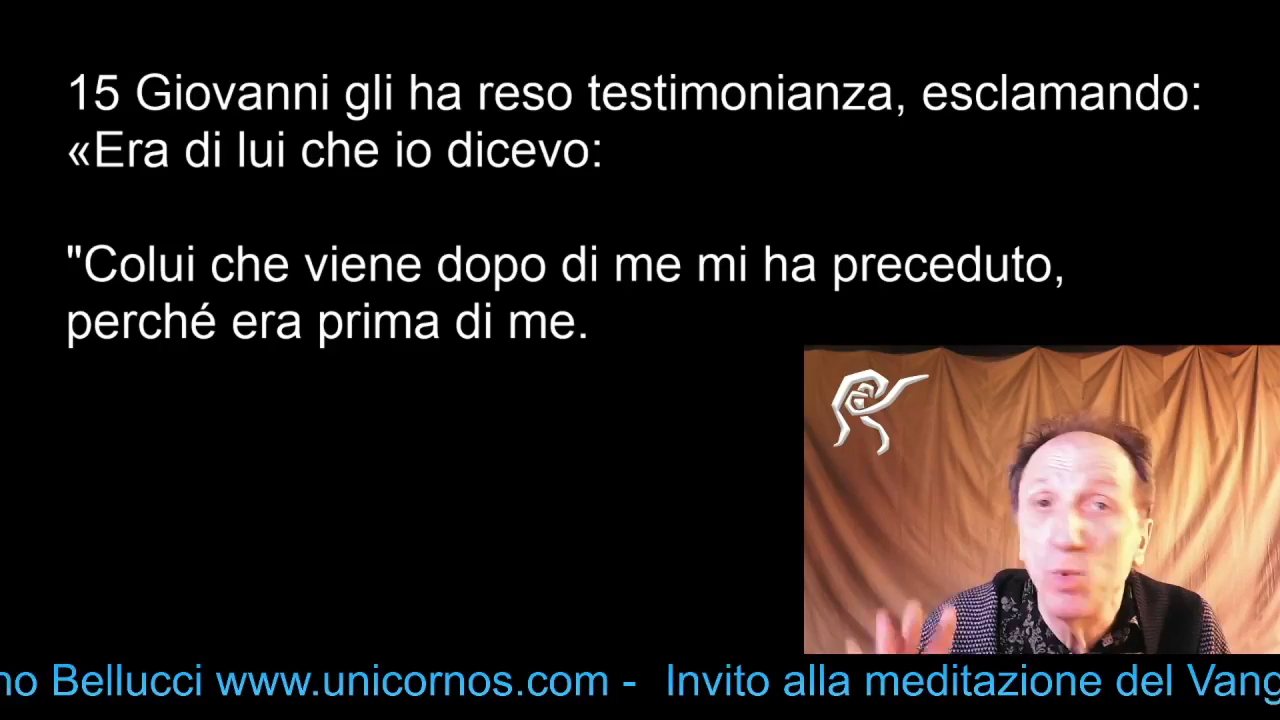 15 Giovanni gli ha reso testimonianza, esclamando:
«Era di lui che io dicevo:
"Colui che viene dopo di me mi ha preceduto,
perché era prima di me.
no Bellucci www.unicornos.com - Invito alla meditazione del Vang